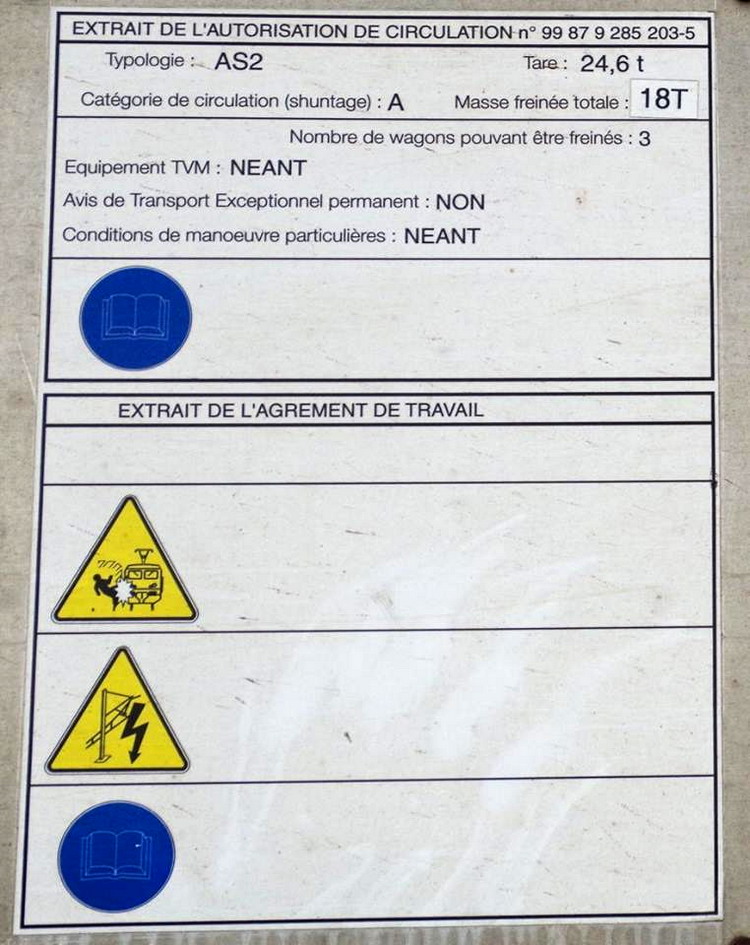 EXTRAIT DE L'AUTORISATION DE CIRCULATION n° 99 87 9 285 203-5
Typologie : AS2 Tare : 24,6 t
Catégorie de circulation (shuntage) : A Masse freinée totale : 18T
Nombre de wagons pouvant être freinés : 3
Equipement TVM : NEANT
Avis de Transport Exceptionnel permanent : NON
Conditions de manoeuvre particulières : NEANT
EXTRAIT DE L'AGREMENT DE TRAVAIL